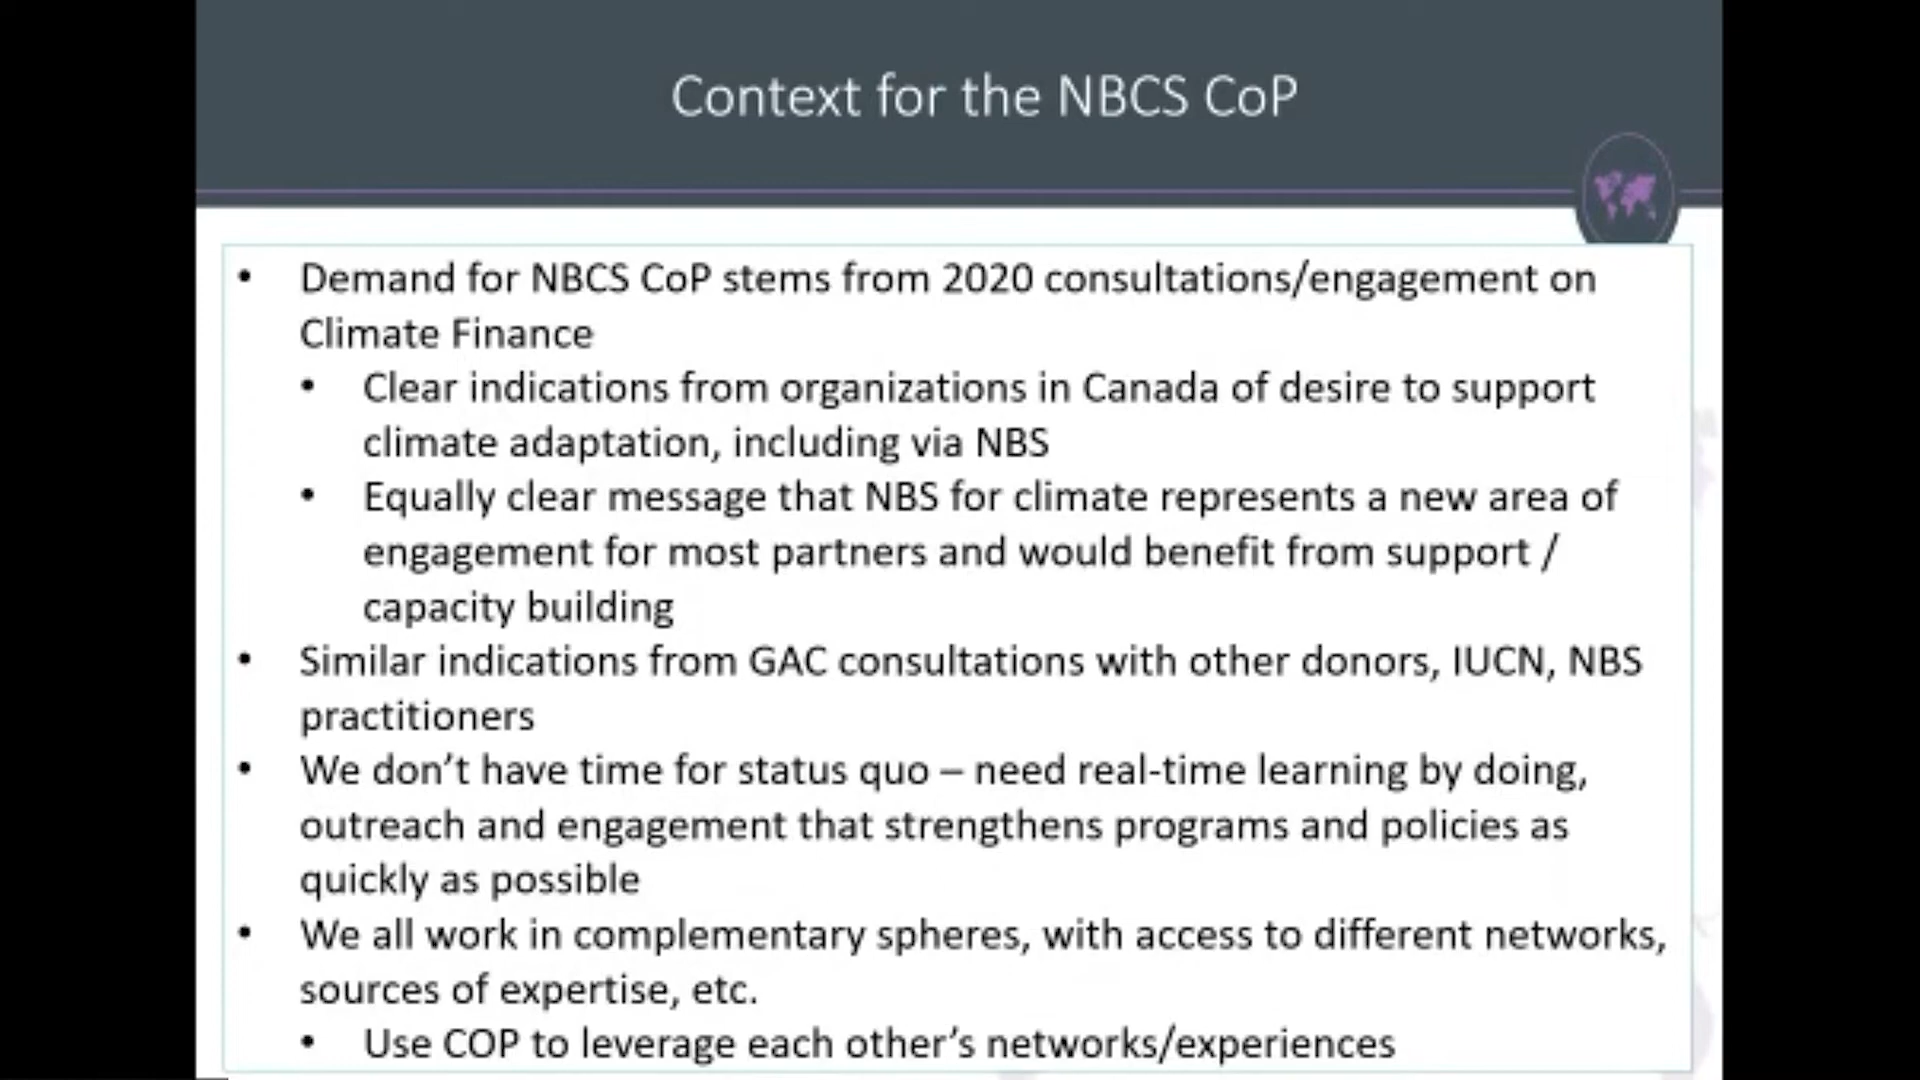 Context for the NBCS CoP
• Demand for NBCS CoP stems from 2020 consultations/engagement on
Climate Finance
• Clear indications from organizations in Canada of desire to support
climate adaptation, including via NBS
• Equally clear message that NBS for climate represents a new area of
engagement for most partners and would benefit from support /
capacity building
• Similar indications from GAC consultations with other donors, IUCN, NBS
practitioners
• We don’t have time for status quo – need real-time learning by doing,
outreach and engagement that strengthens programs and policies as
quickly as possible
• We all work in complementary spheres, with access to different networks,
sources of expertise, etc.
• Use COP to leverage each other’s networks/experiences